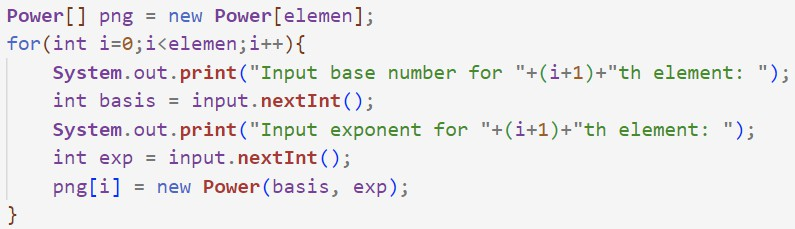 Power[] png = new Power[elemen];
for(int i=0;i<elemen;i++){
    System.out.print("Input base number for "+(i+1)+"th element: ");
    int basis = input.nextInt();
    System.out.print("Input exponent for "+(i+1)+"th element: ");
    int exp = input.nextInt();
    png[i] = new Power(basis, exp);
}